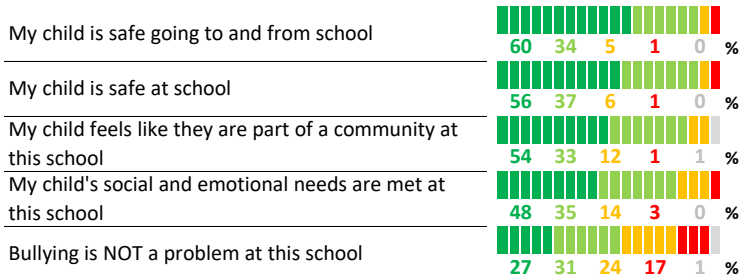 My child is safe going to and from school
60 34 5 1 0 %
My child is safe at school
56 37 6 1 0 %
My child feels like they are part of a community at
this school
54 33 12 1 1 %
My child's social and emotional needs are met at
this school
48 35 14 3 0 %
Bullying is NOT a problem at this school
27 31 24 17 1 %